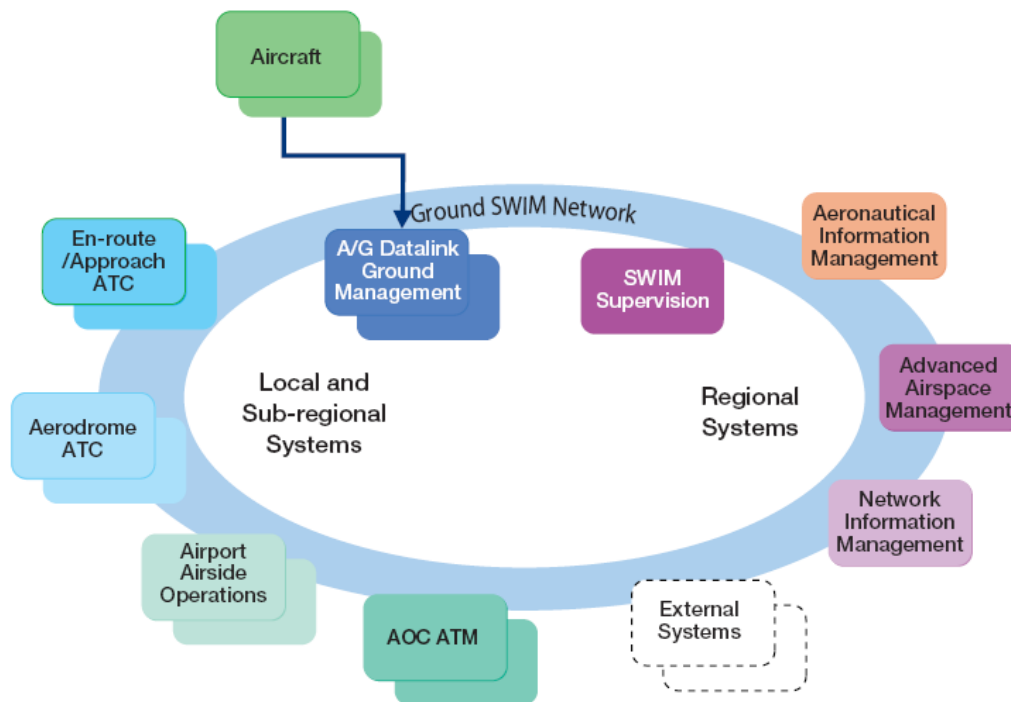 Aircraft
Ground SWIM Network
En-route
/Approach
ATC
A/G Datalink
Ground
Management
SWIM
Supervision
Aeronautical
Information
Management
Local and
Sub-regional
Systems
Regional
Systems
Advanced
Airspace
Management
Aerodrome
ATC
Network
Information
Management
Airport
Airside
Operations
AOC ATM
External
Systems